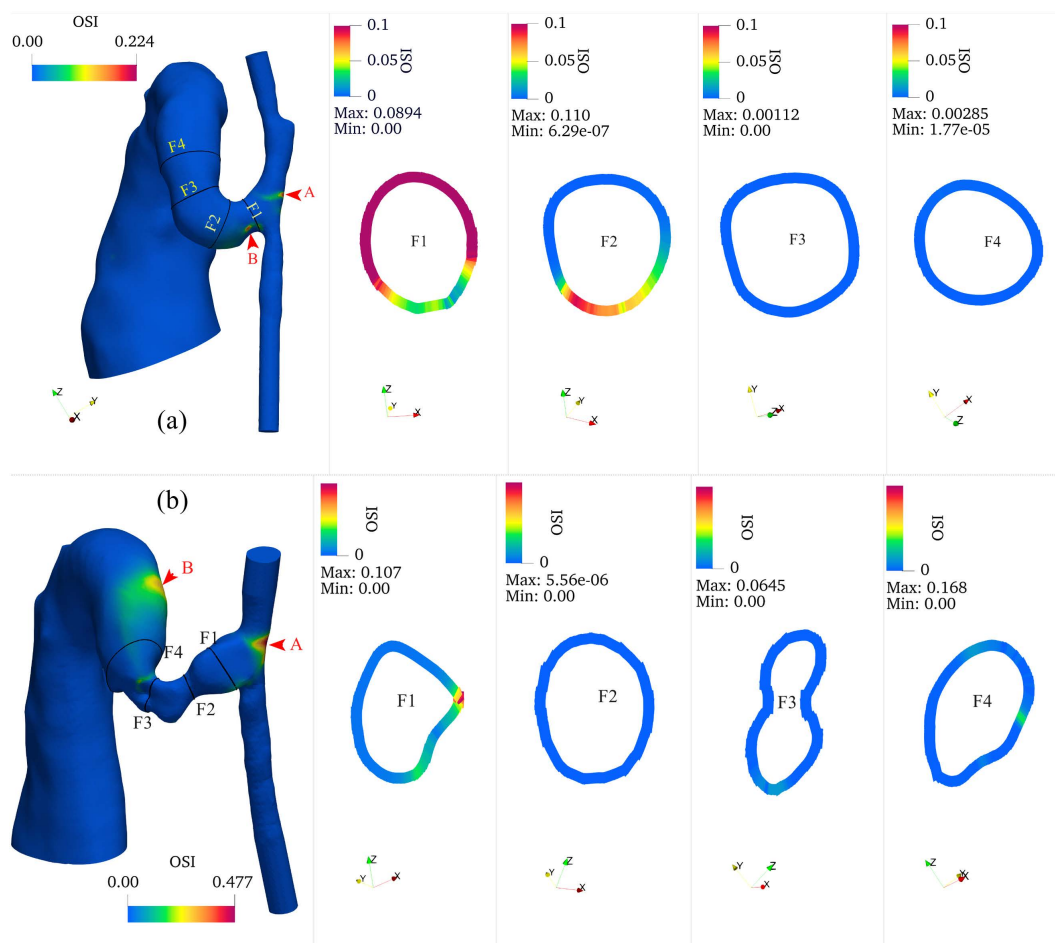 OSI
0.00 0.224
F4
F3
F2
F1
A
B
Z
Y
X
(a)
0.1
0.05
0
OSI
Max: 0.0894
Min: 0.00
F1
Z
Y
X
0.1
0.05
0
OSI
Max: 0.110
Min: 6.29e-07
F2
Z
Y
X
0.1
0.05
0
OSI
Max: 0.00112
Min: 0.00
F3
Y
X
Z
0.1
0.05
0
OSI
Max: 0.00285
Min: 1.77e-05
F4
Y
X
Z
(b)
B
A
F1
F4
F2
F3
OSI
0.00 0.477
OSI
0
Max: 0.107
Min: 0.00
F1
Z
Y
X
OSI
0
Max: 5.56e-06
Min: 0.00
F2
Z
Y
X
OSI
0
Max: 0.0645
Min: 0.00
F3
Y
Z
X
OSI
0
Max: 0.168
Min: 0.00
F4
Z
Y
X